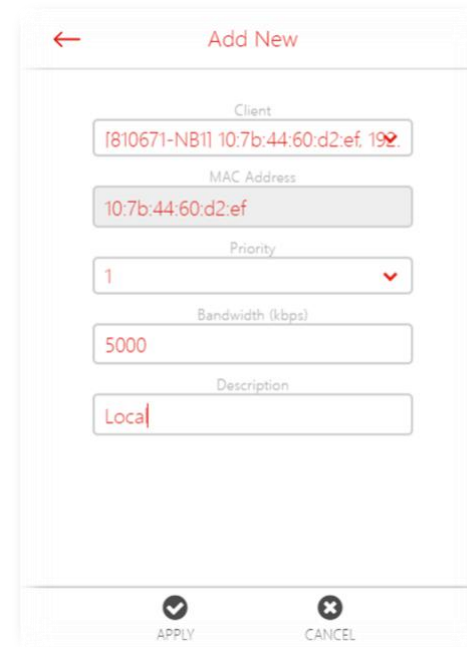 Add New
Client
[810671-NB1] 10:7b:44:60:d2:ef, 192.
MAC Address
10:7b:44:60:d2:ef
Priority
1
Bandwidth (kbps)
5000
Description
Local
APPLY CANCEL